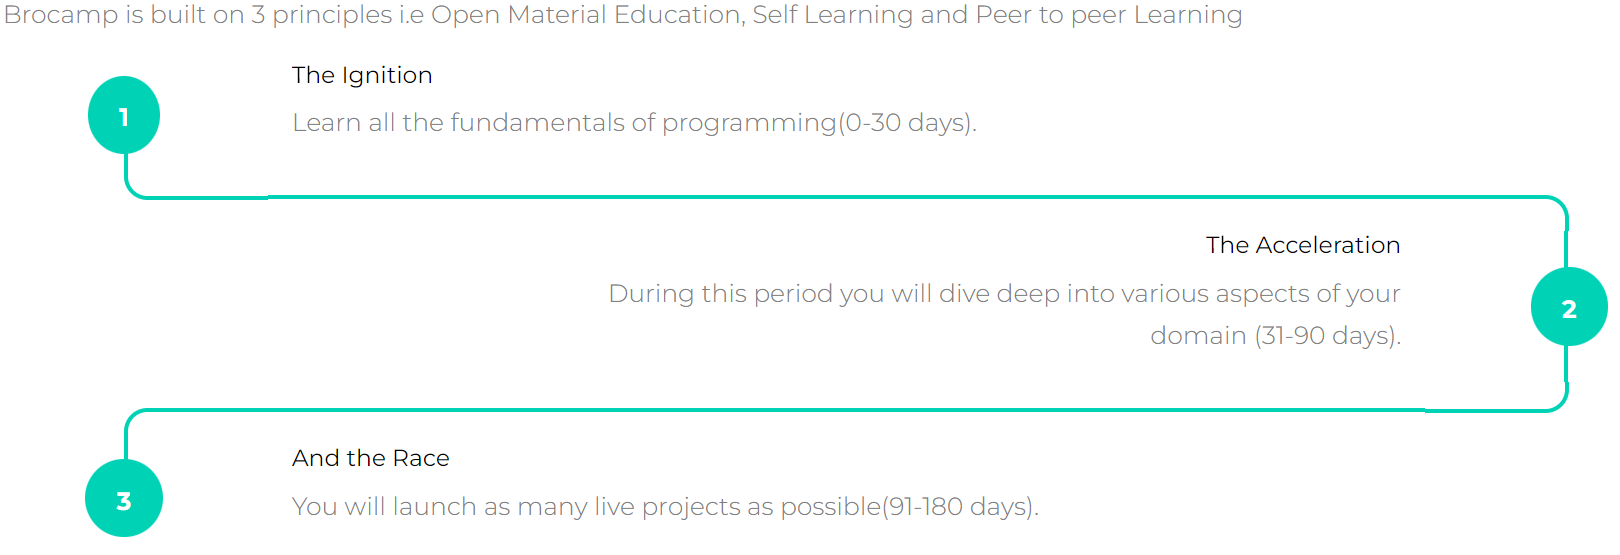 Brocamp is built on 3 principles i.e Open Material Education, Self Learning and Peer to peer Learning
The Ignition
1
Learn all the fundamentals of programming(0-30 days).
The Acceleration
During this period you will dive deep into various aspects of your
2
domain (31-90 days).
And the Race
3
You will launch as many live projects as possible(91-180 days).